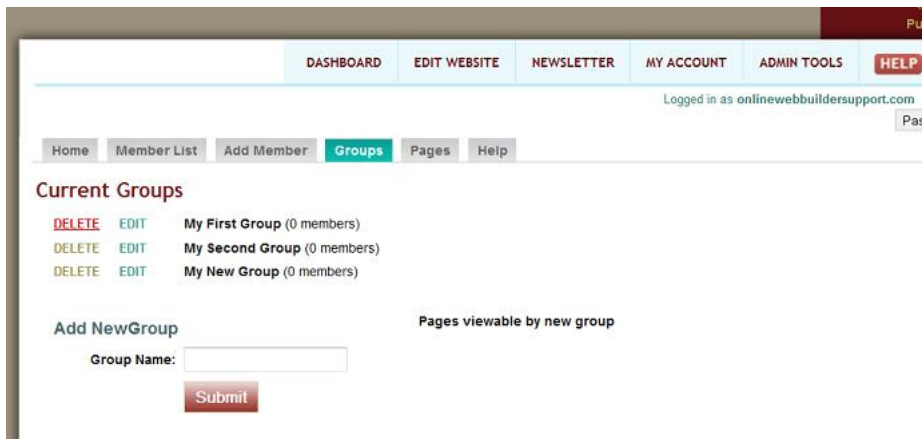 Pu
DASHBOARD EDIT WEBSITE NEWSLETTER MY ACCOUNT ADMIN TOOLS HELP
Logged in as onlinewebbuildersupport.com
Pas
Home Member List Add Member Groups Pages Help
Current Groups
DELETE EDIT My First Group (0 members)
DELETE EDIT My Second Group (0 members)
DELETE EDIT My New Group (0 members)
Add NewGroup Pages viewable by new group
Group Name:
Submit